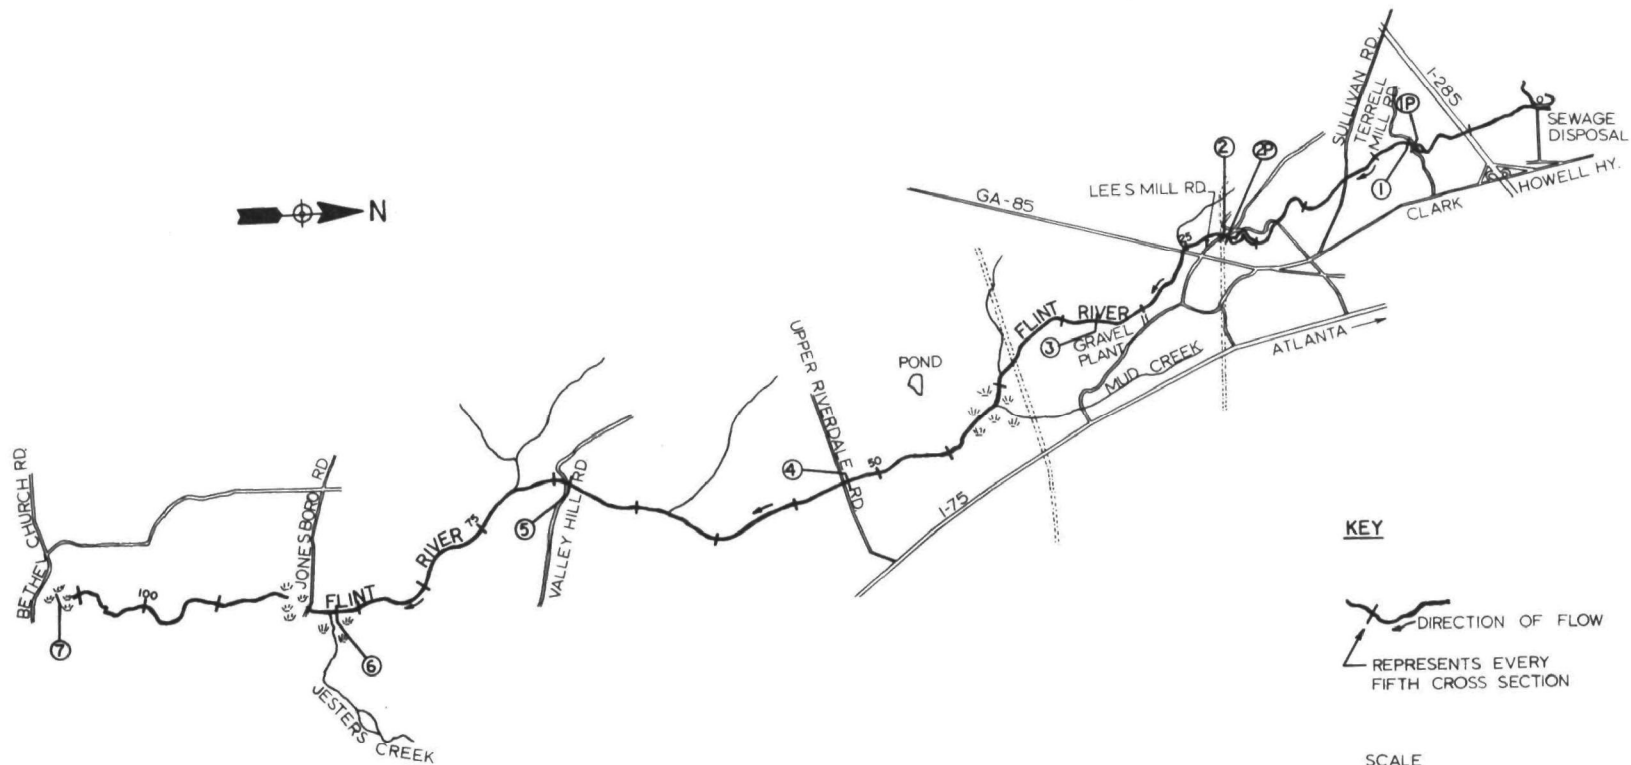 SULLIVAN RD.
TERRELL
MILL RD.
1P
I-285
0
SEWAGE
DISPOSAL
HOWELL HY.
CLARK
1
2
2P
LEES MILL RD.
GA-85
25
N
FLINT
RIVER
3
GRAVEL
PLANT
MUD CREEK
ATLANTA
POND
UPPER RIVERDALE RD
4
50
I-75
BETHEL CHURCH RD.
JONESBORO RD
RIVER
75
5
VALLEY HILL RD
100
FLINT
7
6
JESTERS CREEK
KEY
DIRECTION OF FLOW
REPRESENTS EVERY
FIFTH CROSS SECTION
SCALE